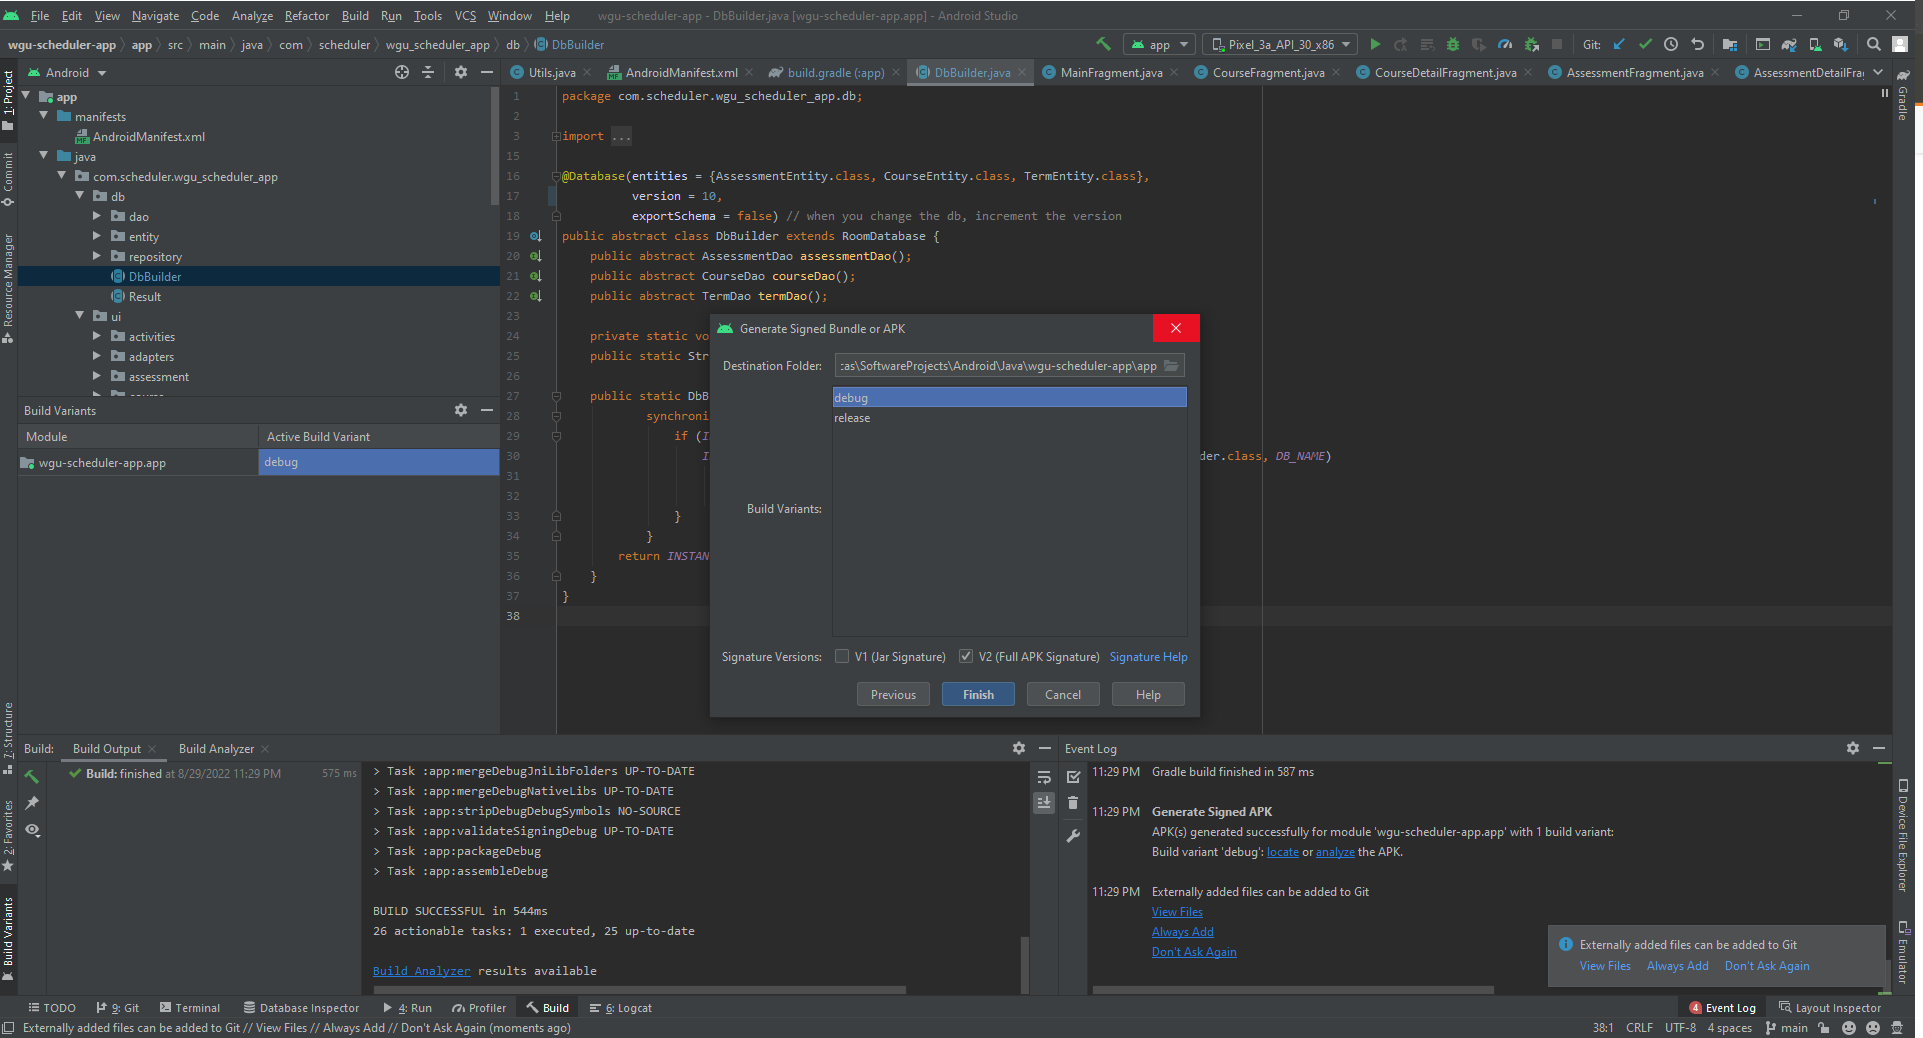 File Edit View Navigate Code Analyze Refactor Build Run Tools VCS Window Help wgu-scheduler-app - DbBuilder.java [wgu-scheduler-app.app] - Android Studio
wgu-scheduler-app app src main java com scheduler wgu_scheduler_app db DbBuilder
app Pixel_3a_API_30_x86 Git:
Android
Utils.java AndroidManifest.xml build.gradle (:app) DbBuilder.java MainFragment.java CourseFragment.java CourseDetailFragment.java AssessmentFragment.java AssessmentDetailFra
1: Project
Commit
Resource Manager
7: Structure
2: Favorites
Build Variants
app
manifests
AndroidManifest.xml
java
com.scheduler.wgu_scheduler_app
db
dao
entity
repository
DbBuilder
Result
ui
activities
adapters
assessment
Build Variants
Module Active Build Variant
wgu-scheduler-app.app debug
1 package com.scheduler.wgu_scheduler_app.db;
2
3 import ...
15
16 @Database(entities = {AssessmentEntity.class, CourseEntity.class, TermEntity.class},
17 version = 10,
18 exportSchema = false) // when you change the db, increment the version
19 public abstract class DbBuilder extends RoomDatabase {
20 public abstract AssessmentDao assessmentDao();
21 public abstract CourseDao courseDao();
22 public abstract TermDao termDao();
23
24 private static vo
25 public static Str
26
27 public static DbB
28 synchroni
29 if (I
30 I der.class, DB_NAME)
31
32
33 }
34 }
35 return INSTAN
36 }
37 }
38
Generate Signed Bundle or APK
Destination Folder: :as\SoftwareProjects\Android\Java\wgu-scheduler-app\app
debug
release
Build Variants:
Signature Versions: V1 (Jar Signature) V2 (Full APK Signature) Signature Help
Previous Finish Cancel Help
Gradle
Device File Explorer
Emulator
Build: Build Output Build Analyzer
Build: finished at 8/29/2022 11:29 PM 575 ms
> Task :app:mergeDebugJniLibFolders UP-TO-DATE
> Task :app:mergeDebugNativeLibs UP-TO-DATE
> Task :app:stripDebugDebugSymbols NO-SOURCE
> Task :app:validateSigningDebug UP-TO-DATE
> Task :app:packageDebug
> Task :app:assembleDebug
BUILD SUCCESSFUL in 544ms
26 actionable tasks: 1 executed, 25 up-to-date
Build Analyzer results available
Event Log
11:29 PM Gradle build finished in 587 ms
11:29 PM Generate Signed APK
APK(s) generated successfully for module 'wgu-scheduler-app.app' with 1 build variant:
Build variant 'debug': locate or analyze the APK.
11:29 PM Externally added files can be added to Git
View Files
Always Add
Don't Ask Again
Externally added files can be added to Git
View Files Always Add Don't Ask Again
TODO 9: Git Terminal Database Inspector 4: Run Profiler Build 6: Logcat 4 Event Log Layout Inspector
Externally added files can be added to Git // View Files // Always Add // Don't Ask Again (moments ago) 38:1 CRLF UTF-8 4 spaces main